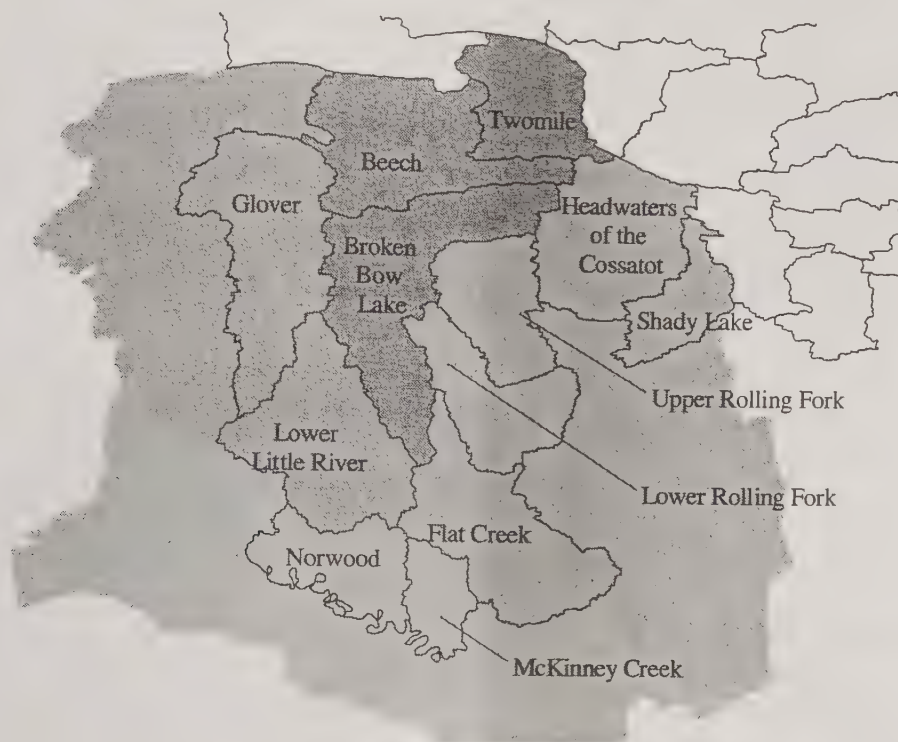 Twomile
Beech
Glover
Headwaters
of the
Cossatot
Broken
Bow
Lake
Shady Lake
Upper Rolling Fork
Lower
Little River
Lower Rolling Fork
Flat Creek
Norwood
McKinney Creek